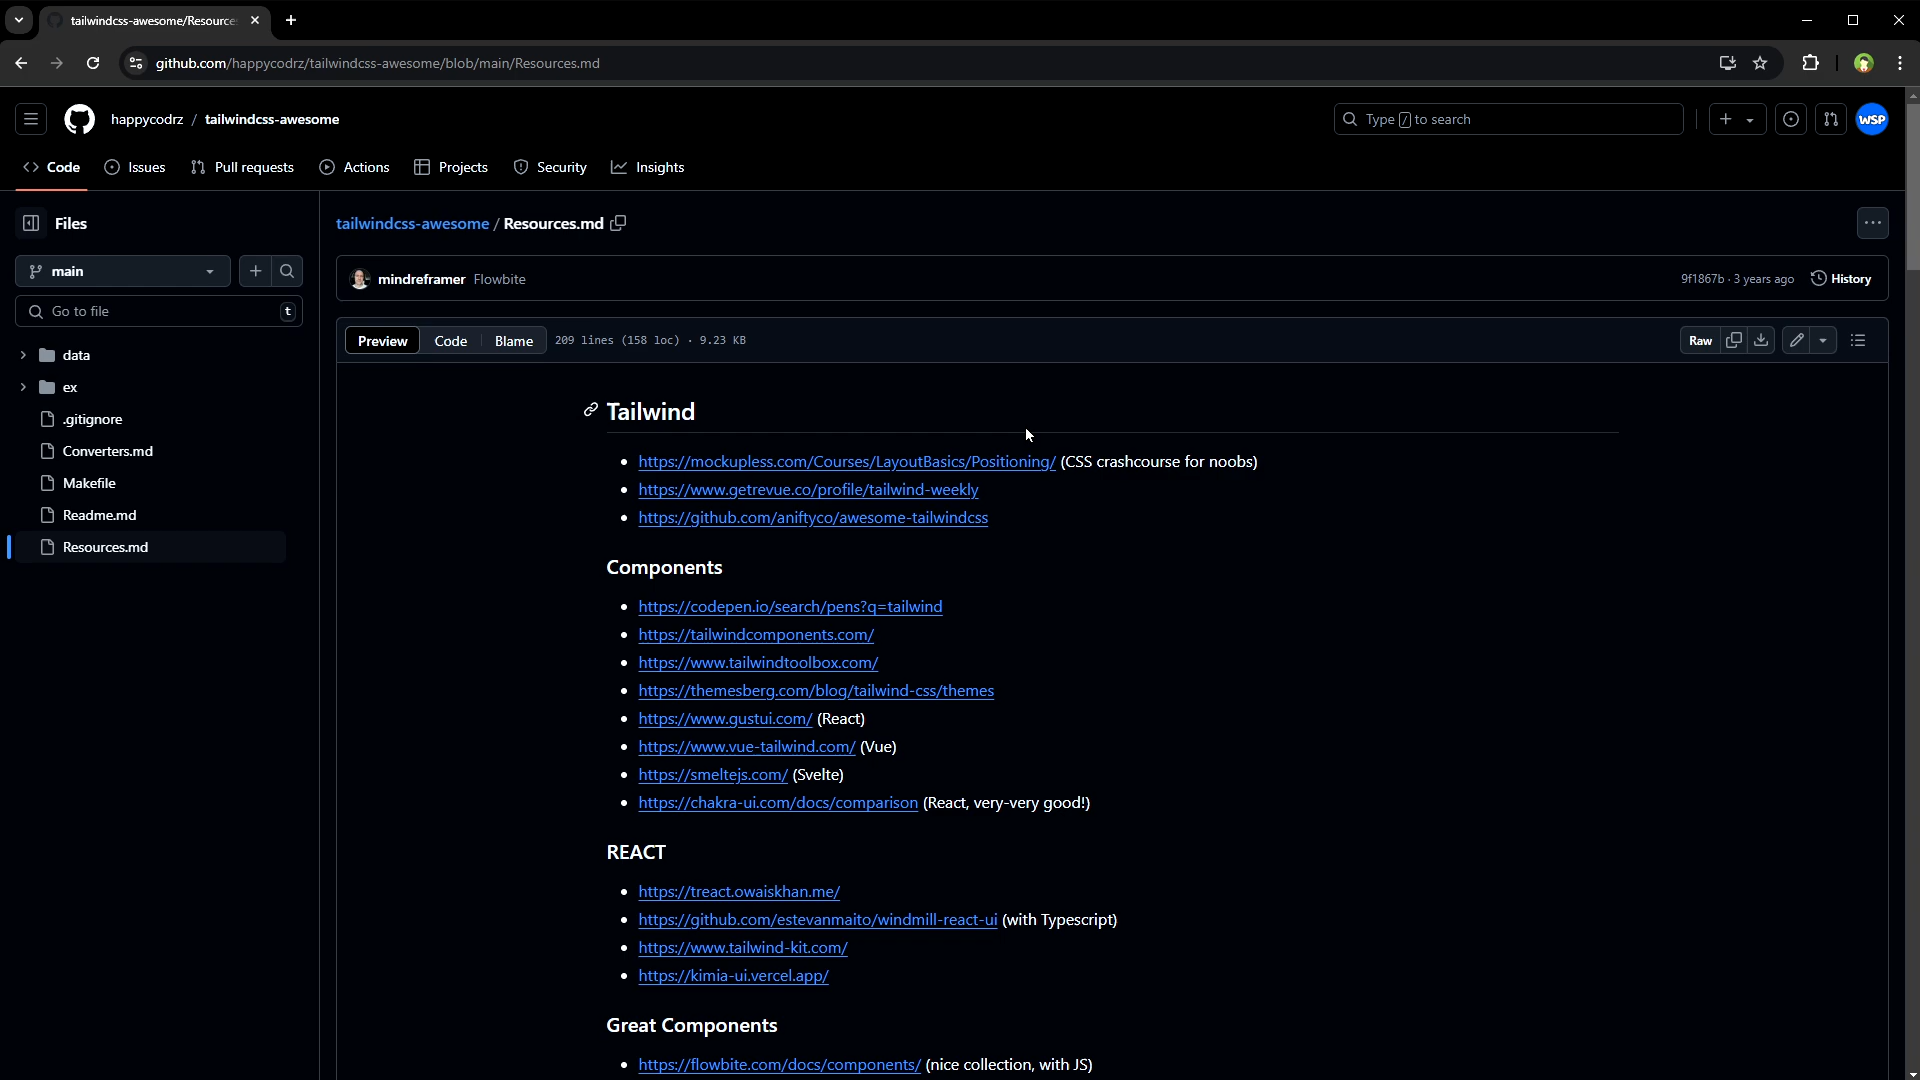 tailwindcss-awesome/Resource
github.com/happycodrz/tailwindcss-awesome/blob/main/Resources.md
happycodrz / tailwindcss-awesome
Type / to search
WSP
Code
Issues
Pull requests
Actions
Projects
Security
Insights
Files
main
Go to file
t
data
ex
.gitignore
Converters.md
Makefile
Readme.md
Resources.md
tailwindcss-awesome / Resources.md
mindreframer Flowbite
9f1867b · 3 years ago
History
Preview
Code
Blame
209 lines (158 loc) · 9.23 KB
Raw
Tailwind
https://mockupless.com/Courses/LayoutBasics/Positioning/ (CSS crashcourse for noobs)
https://www.getrevue.co/profile/tailwind-weekly
https://github.com/aniftyco/awesome-tailwindcss
Components
https://codepen.io/search/pens?q=tailwind
https://tailwindcomponents.com/
https://www.tailwindtoolbox.com/
https://themesberg.com/blog/tailwind-css/themes
https://www.gustui.com/ (React)
https://www.vue-tailwind.com/ (Vue)
https://smeltejs.com/ (Svelte)
https://chakra-ui.com/docs/comparison (React, very-very good!)
REACT
https://treact.owaiskhan.me/
https://github.com/estevanmaito/windmill-react-ui (with Typescript)
https://www.tailwind-kit.com/
https://kimia-ui.vercel.app/
Great Components
https://flowbite.com/docs/components/ (nice collection, with JS)